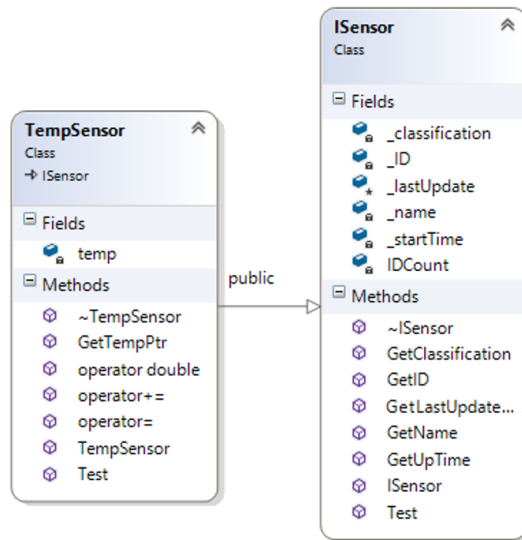 TempSensor
Class
ISensor
Fields
temp
Methods
~TempSensor
GetTempPtr
operator double
operator+=
operator=
TempSensor
Test
public
ISensor
Class
Fields
_classification
_ID
_lastUpdate
_name
_startTime
IDCount
Methods
~ISensor
GetClassification
GetID
GetLastUpdate...
GetName
GetUpTime
ISensor
Test